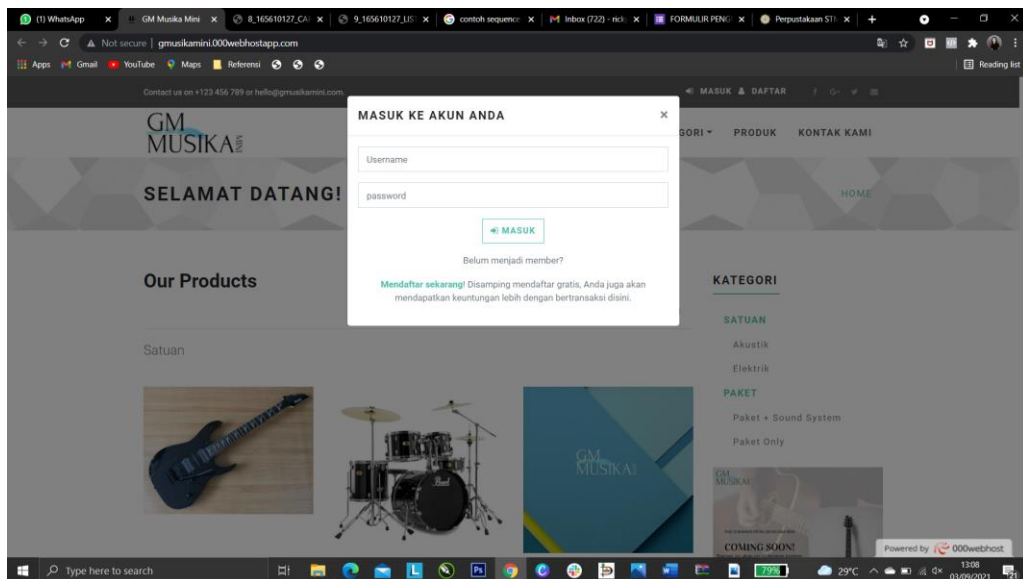 (1) WhatsApp
GM Musika Mini
8_165610127_CA
9_165610127_LIS
contoh sequence
Inbox (722) - rick
FORMULIR PENG
Perpustakaan STM
Not secure | gmusikamini.000webhostapp.com
Apps
Gmail
YouTube
Maps
Referensi
Reading list
Contact us on +123 456 789 or hello@gmusikamini.com.
MASUK
DAFTAR
GM
MUSIKA MINI
GORI
PRODUK
KONTAK KAMI
SELAMAT DATANG!
HOME
MASUK KE AKUN ANDA
×
Username
password
MASUK
Belum menjadi member?
Mendaftar sekarang! Disamping mendaftar gratis, Anda juga akan
mendapatkan keuntungan lebih dengan bertransaksi disini.
Our Products
Satuan
KATEGORI
SATUAN
Akustik
Elektrik
PAKET
Paket + Sound System
Paket Only
Pearl
GM
MUSIKA
GM
MUSIKA
COMING SOON!
Powered by 000webhost
Type here to search
79%
29°C
13:08
03/09/2021